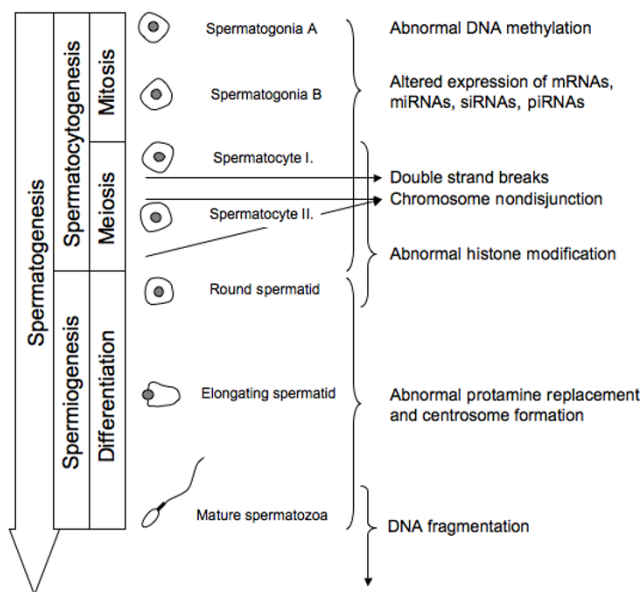 Spermatogenesis
Spermatocytogenesis
Spermiogenesis
Mitosis
Meiosis
Differentiation
Spermatogonia A
Spermatogonia B
Spermatocyte I.
Spermatocyte II.
Round spermatid
Elongating spermatid
Mature spermatozoa
Abnormal DNA methylation
Altered expression of mRNAs,
miRNAs, siRNAs, piRNAs
Double strand breaks
Chromosome nondisjunction
Abnormal histone modification
Abnormal protamine replacement
and centrosome formation
DNA fragmentation